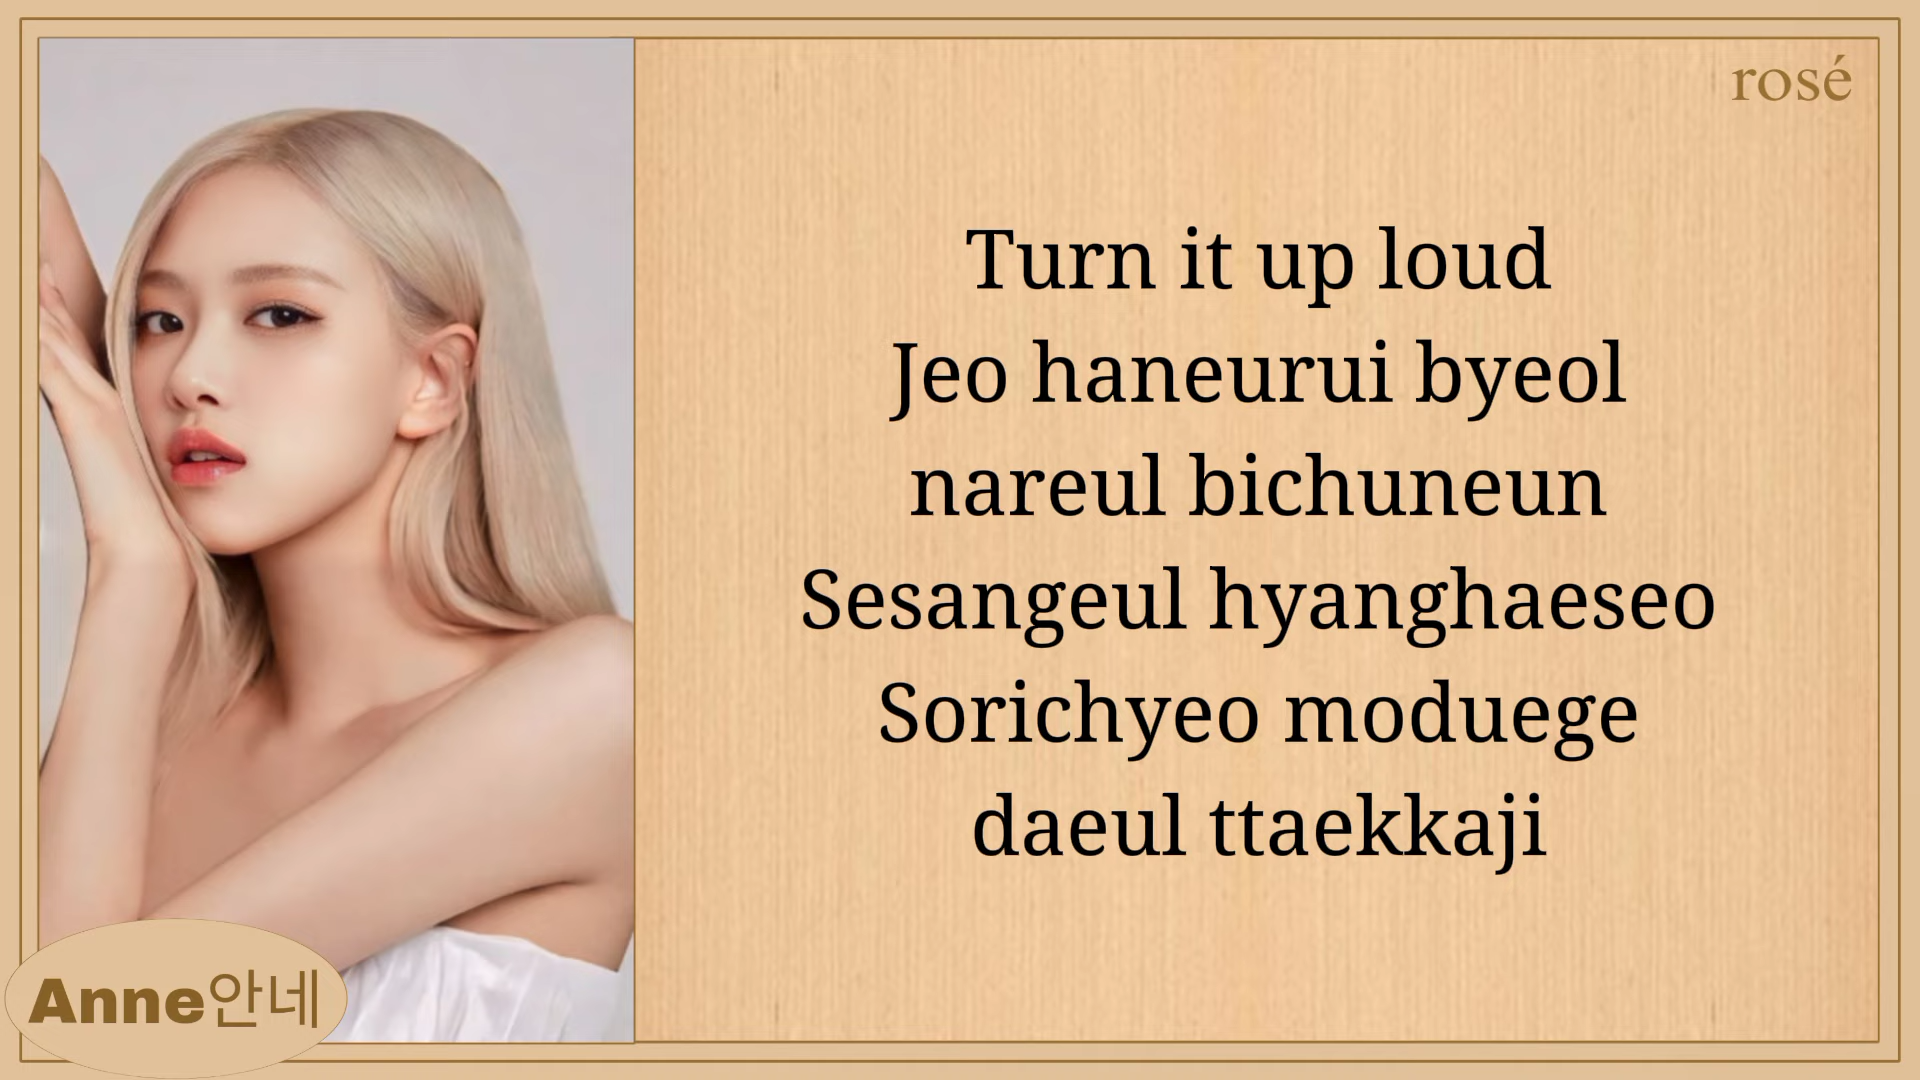 rosé
Turn it up loud
Jeo haneurui byeol
nareul bichuneun
Sesangeul hyanghaeseo
Sorichyeo moduege
daeul ttaekkaji
Anne안네